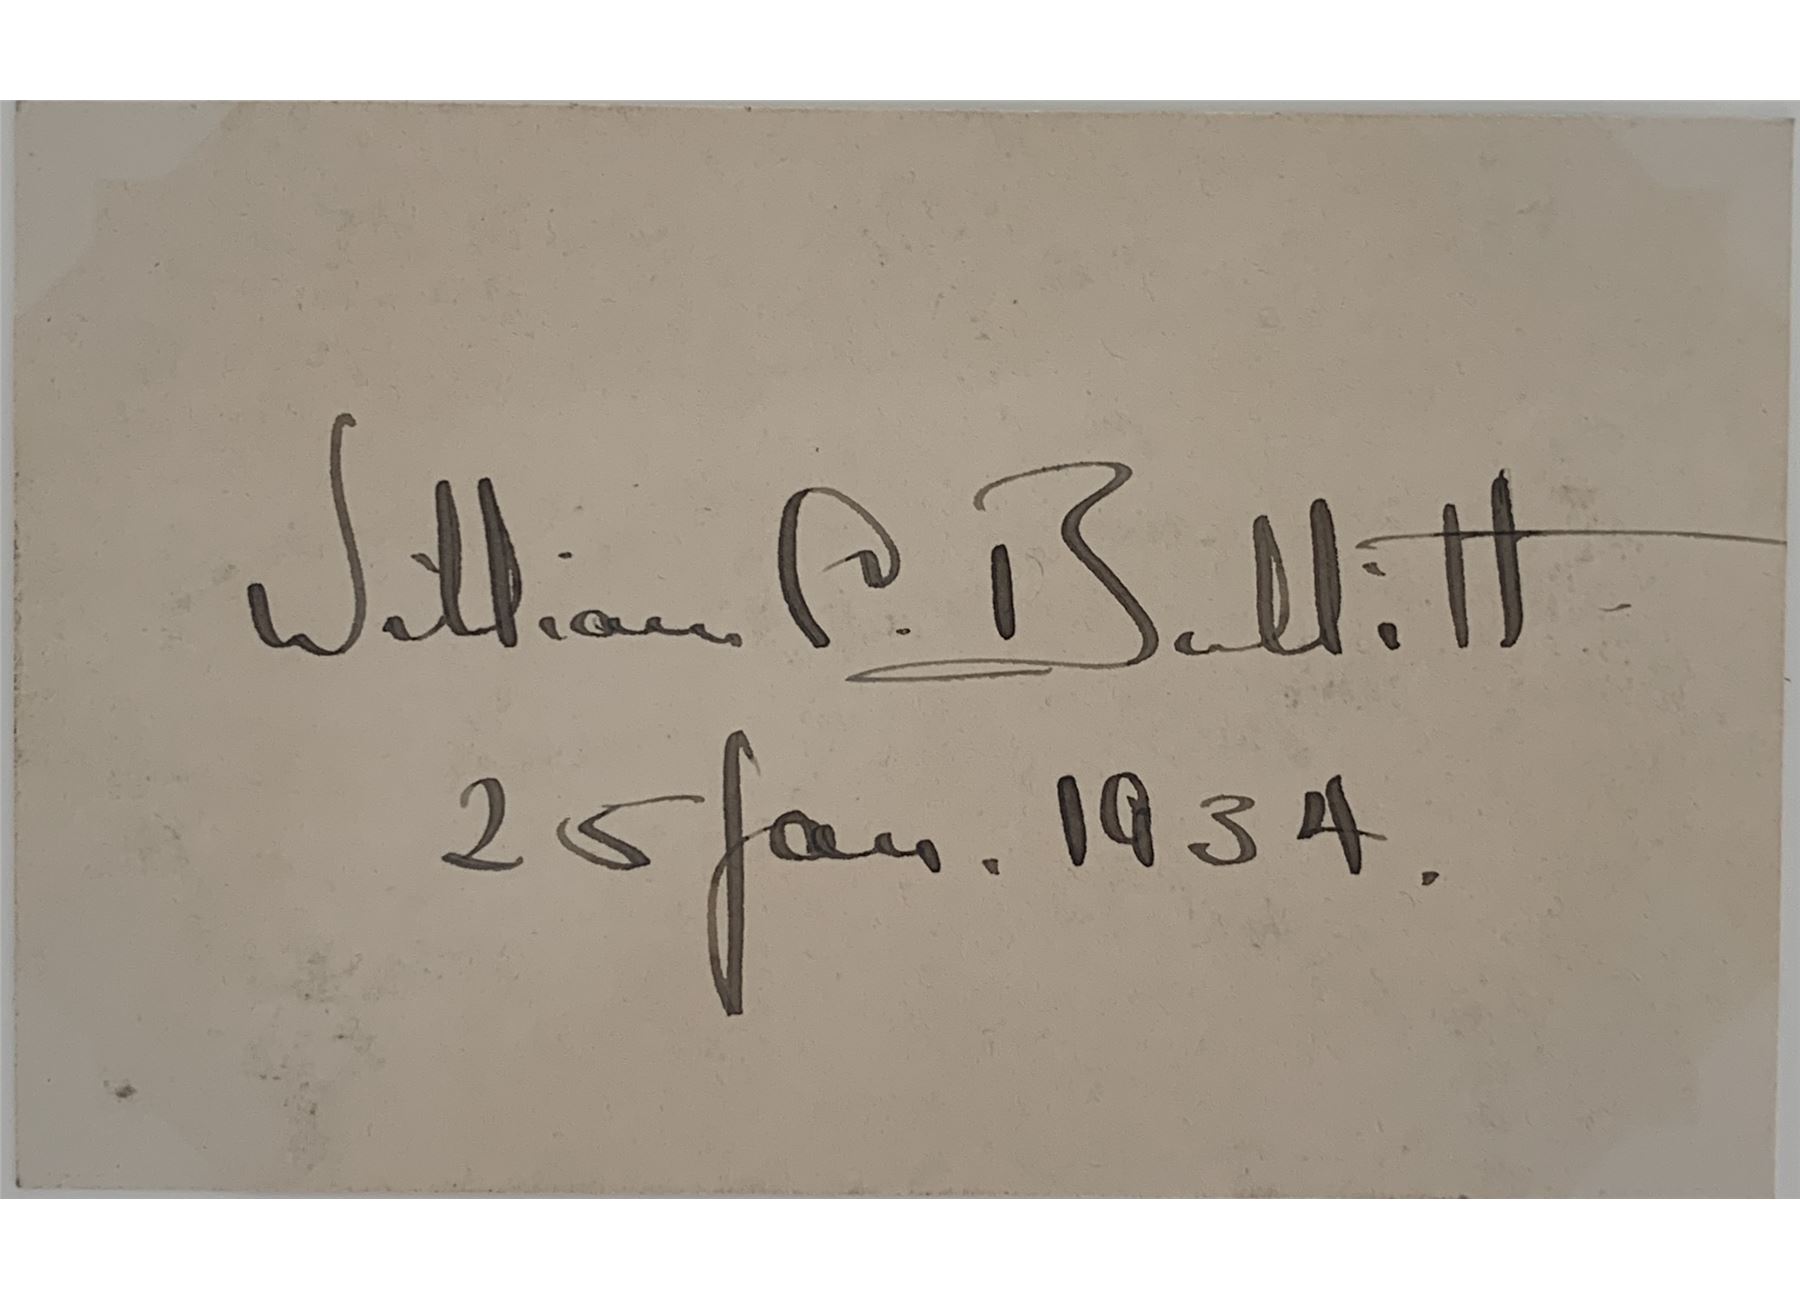 William C. Bullitt
25 Jan. 1934.